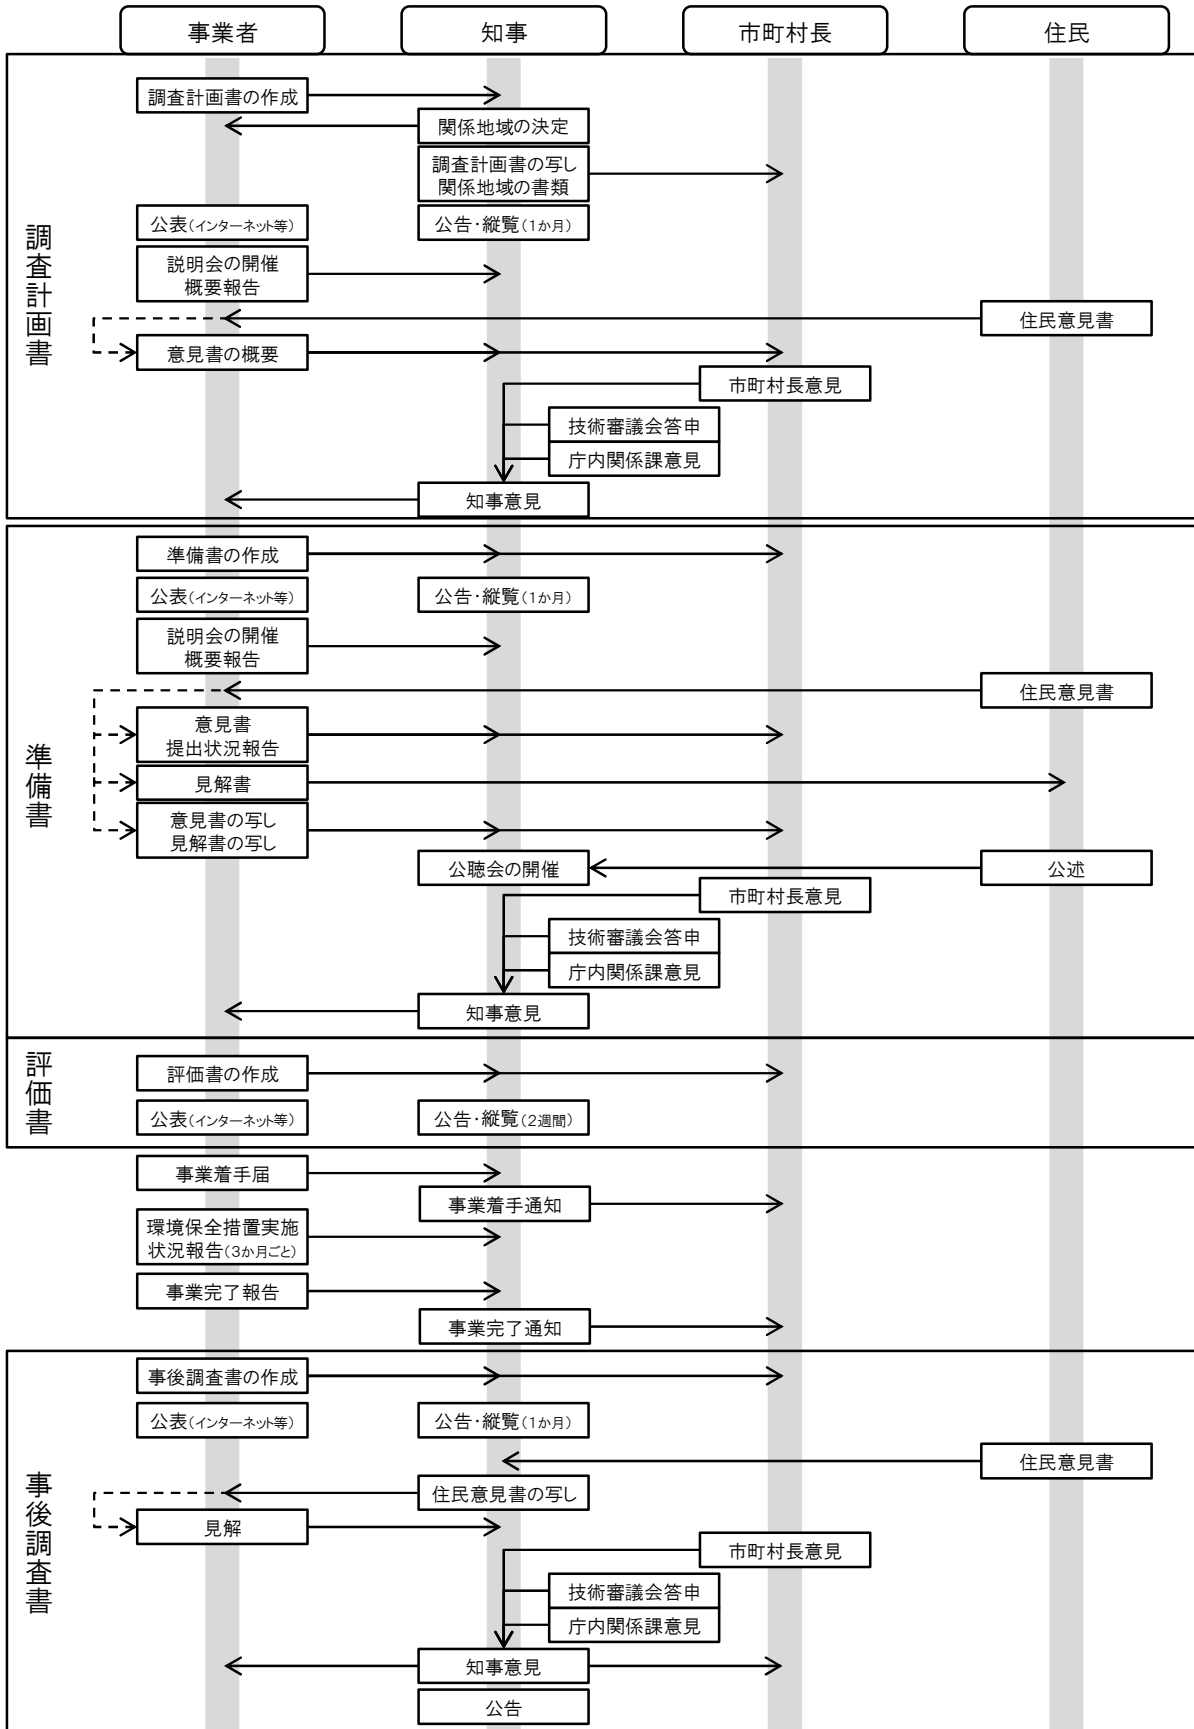 事業者
知事
市町村長
住民
調査計画書
調査計画書の作成
関係地域の決定
調査計画書の写し
関係地域の書類
公表(インターネット等)
公告・縦覧(1か月)
説明会の開催
概要報告
住民意見書
意見書の概要
市町村長意見
技術審議会答申
庁内関係課意見
知事意見
準備書
準備書の作成
公表(インターネット等)
公告・縦覧(1か月)
説明会の開催
概要報告
住民意見書
意見書
提出状況報告
見解書
意見書の写し
見解書の写し
公聴会の開催
公述
市町村長意見
技術審議会答申
庁内関係課意見
知事意見
評価書
評価書の作成
公表(インターネット等)
公告・縦覧(2週間)
事業着手届
事業着手通知
環境保全措置実施
状況報告(3か月ごと)
事業完了報告
事業完了通知
事後調査書
事後調査書の作成
公表(インターネット等)
公告・縦覧(1か月)
住民意見書
住民意見書の写し
見解
市町村長意見
技術審議会答申
庁内関係課意見
知事意見
公告